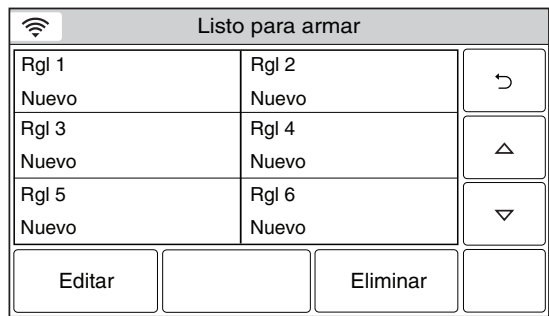 Listo para armar
Rgl 1
Nuevo
Rgl 2
Nuevo
Rgl 3
Nuevo
Rgl 4
Nuevo
Rgl 5
Nuevo
Rgl 6
Nuevo
Editar
Eliminar